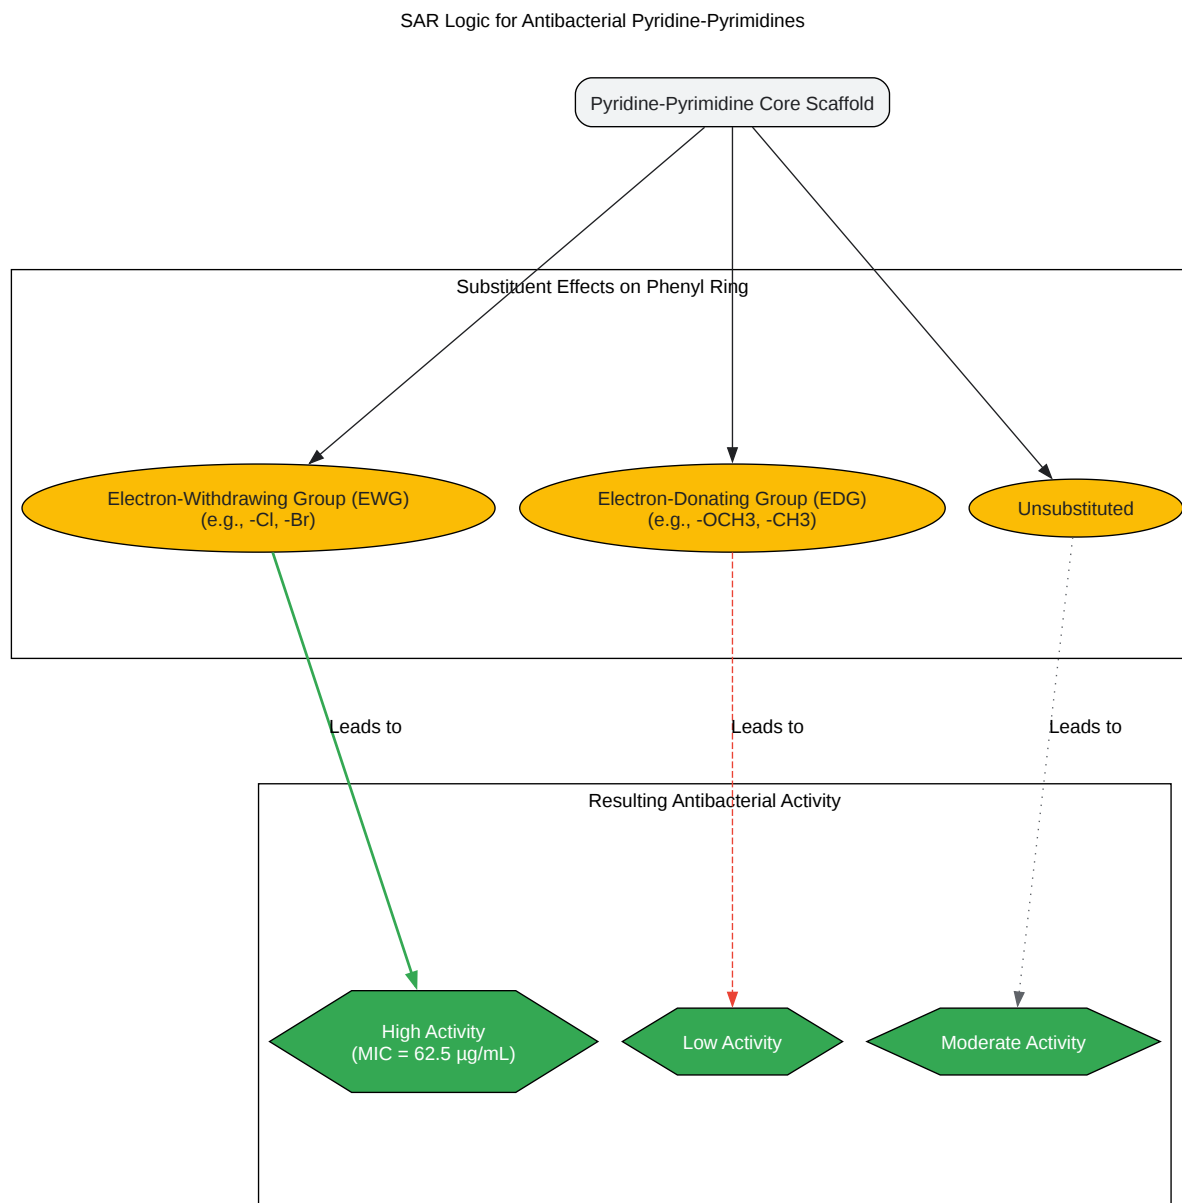 SAR Logic for Antibacterial Pyridine-Pyrimidines
Pyridine-Pyrimidine Core Scaffold
Substituent Effects on Phenyl Ring
Electron-Withdrawing Group (EWG)
(e.g., -Cl, -Br)
Electron-Donating Group (EDG)
(e.g., -OCH3, -CH3)
Unsubstituted
Leads to
Leads to
Leads to
Resulting Antibacterial Activity
High Activity
(MIC = 62.5 µg/mL)
Low Activity
Moderate Activity